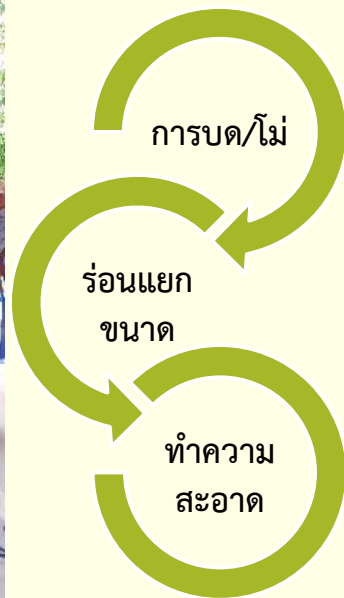 การบด/โม่
ร่อนแยก
ขนาด
ทำความ
สะอาด